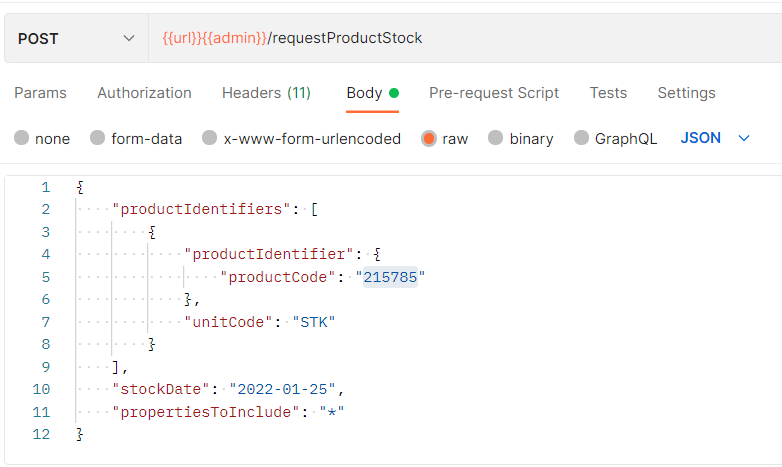 POST {{url}}{{admin}}/requestProductStock
Params Authorization Headers (11) Body Pre-request Script Tests Settings
none form-data x-www-form-urlencoded raw binary GraphQL JSON
1 {
2 "productIdentifiers": [
3 {
4 "productIdentifier": {
5 "productCode": "215785"
6 },
7 "unitCode": "STK"
8 }
9 ],
10 "stockDate": "2022-01-25",
11 "propertiesToInclude": "*"
12 }